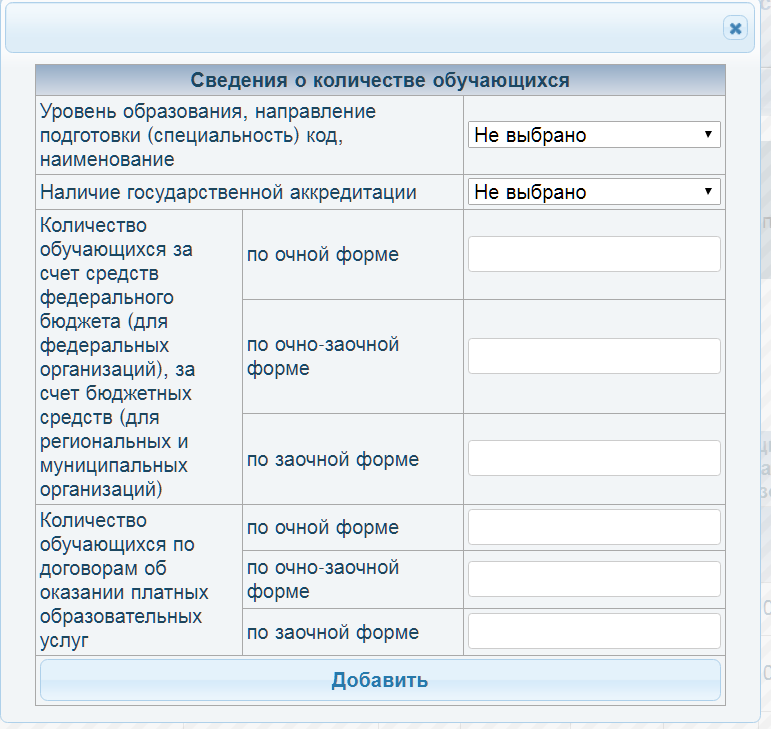 Сведения о количестве обучающихся
Уровень образования, направление
подготовки (специальность) код,
наименование
Не выбрано
Наличие государственной аккредитации
Не выбрано
Количество
обучающихся за
счет средств
федерального
бюджета (для
федеральных
организаций), за
счет бюджетных
средств (для
региональных и
муниципальных
организаций)
по очной форме
по очно-заочной
форме
по заочной форме
Количество
обучающихся по
договорам об
оказании платных
образовательных
услуг
по очной форме
по очно-заочной
форме
по заочной форме
Добавить